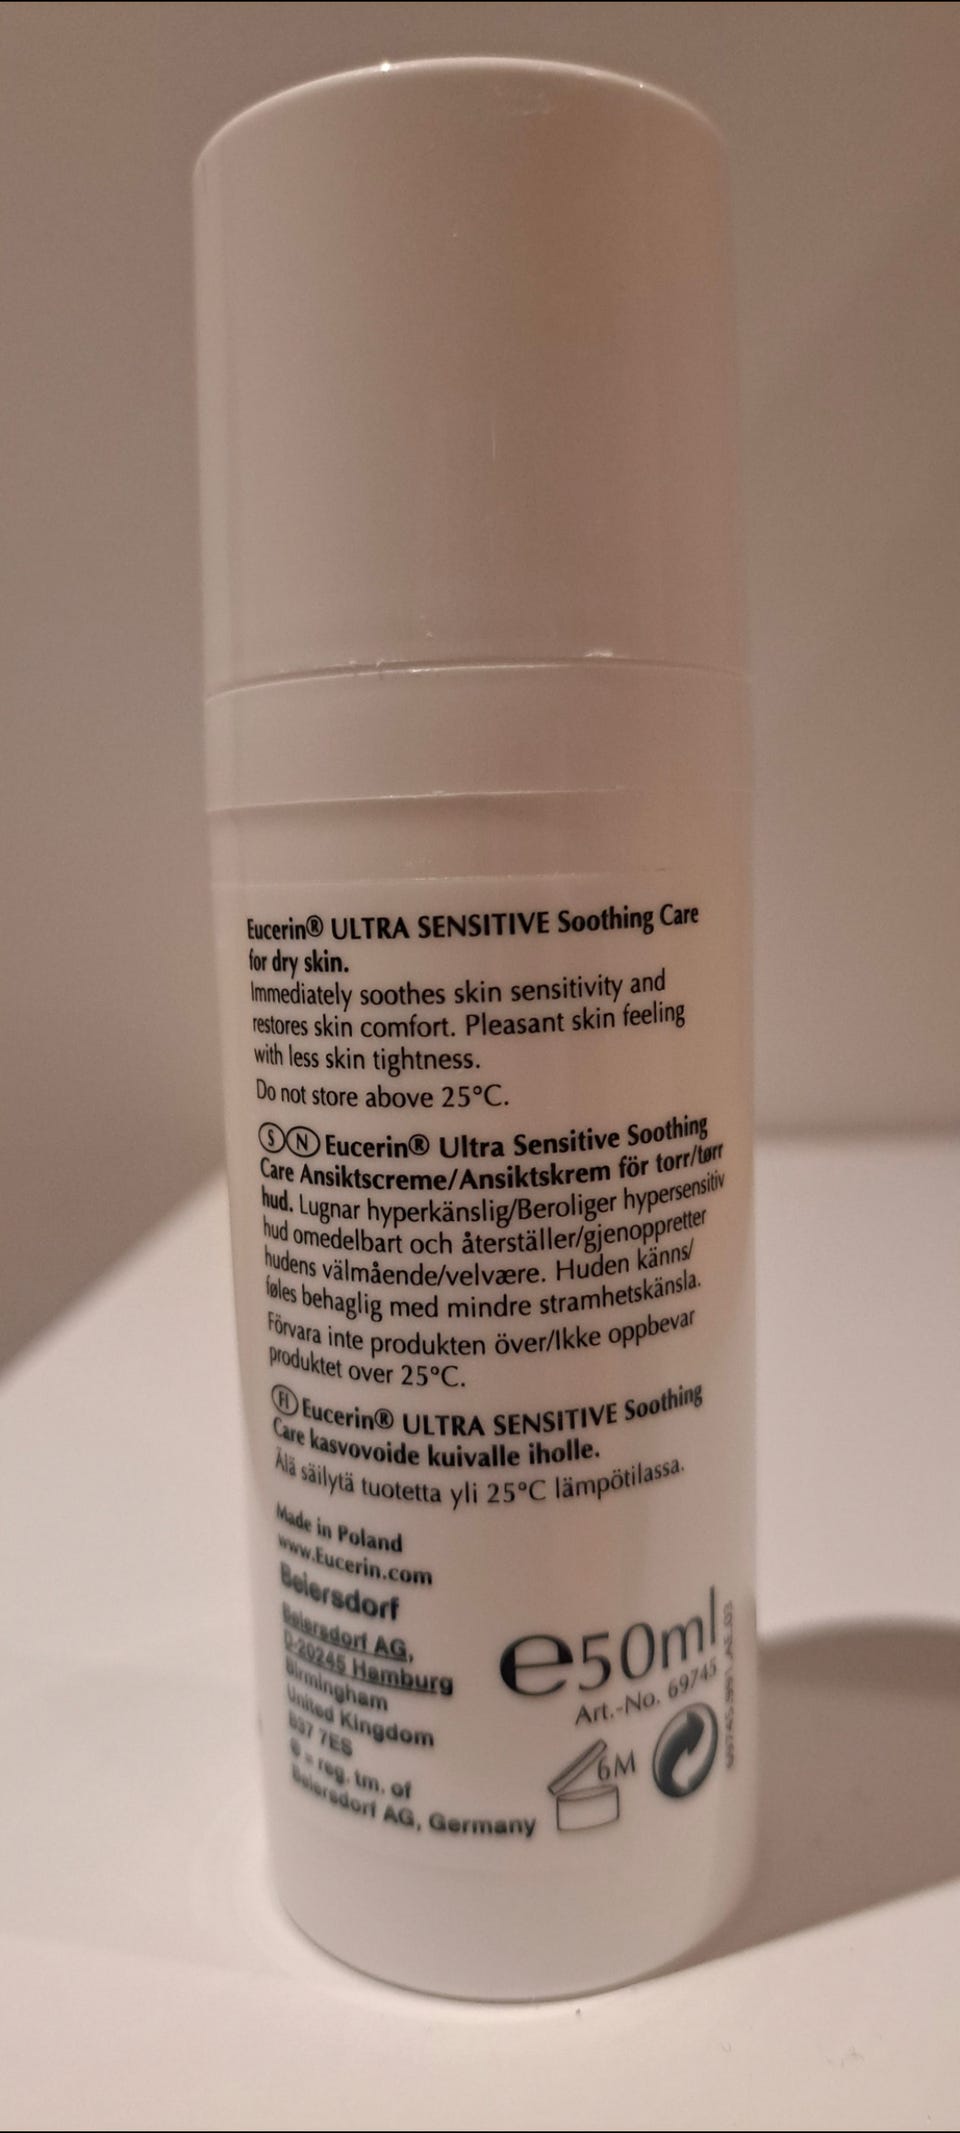 Eucerin® ULTRA SENSITIVE Soothing Care
for dry skin.
Immediately soothes skin sensitivity and
restores skin comfort. Pleasant skin feeling
with less skin tightness.
Do not store above 25°C.
S N Eucerin® Ultra Sensitive Soothing
Care Ansiktscreme/Ansiktskrem för torr/tørr
hud. Lugnar hyperkänslig/Beroliger hypersensitiv
hud omedelbart och återställer/gjenoppretter
hudens välmående/velvære. Huden känns/
føles behaglig med mindre stramhetskänsla.
Förvara inte produkten över/Ikke oppbevar
produktet over 25°C.
FI Eucerin® ULTRA SENSITIVE Soothing
Care kasvovoide kuivalle iholle.
Älä säilytä tuotetta yli 25°C lämpötilassa.
Made in Poland
www.Eucerin.com
Beiersdorf
Beiersdorf AG,
D-20245 Hamburg
Birmingham
United Kingdom
B37 7ES
® = reg. tm. of
Beiersdorf AG, Germany
e50ml
Art.-No. 69745
6M